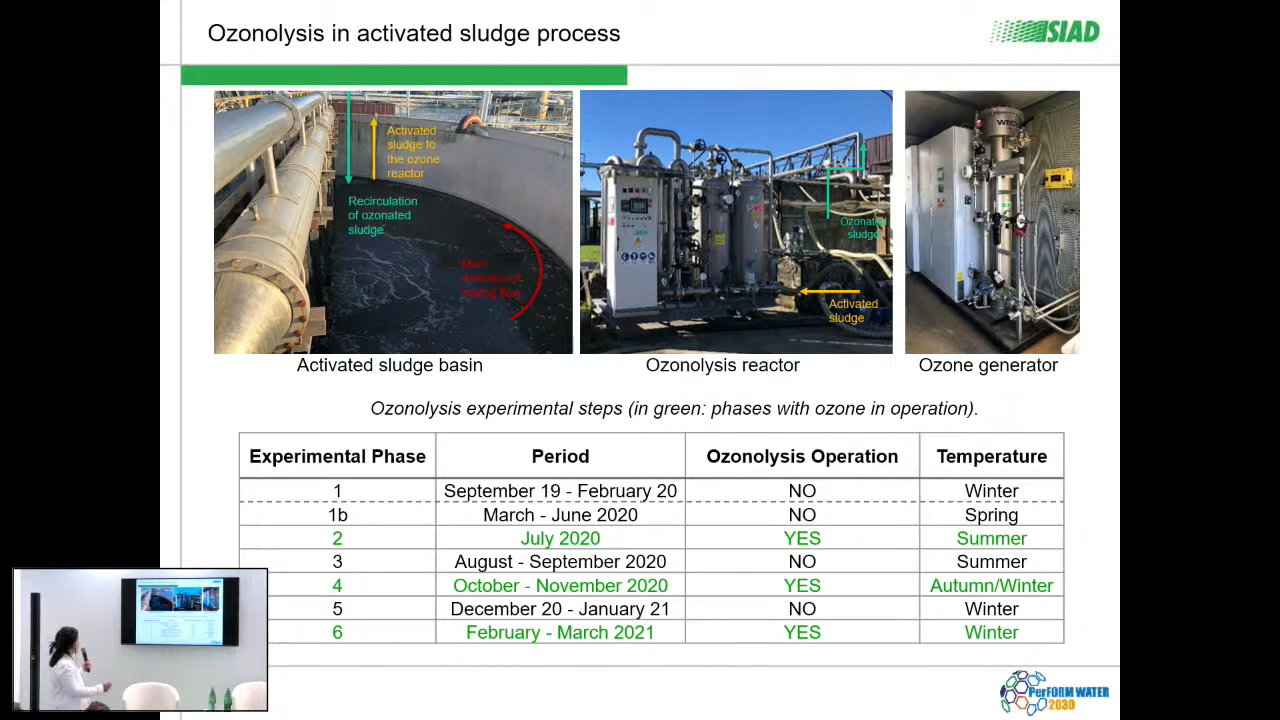 Ozonolysis in activated sludge process
SIAD
Activated
sludge to
the ozone
reactor
Recirculation
of ozonated
sludge
Main
mixing flow
Ozonated
sludge
Activated
sludge
Activated sludge basin
Ozonolysis reactor
Ozone generator
Ozonolysis experimental steps (in green: phases with ozone in operation).
Experimental Phase Period Ozonolysis Operation Temperature
1 September 19 - February 20 NO Winter
1b March - June 2020 NO Spring
2 July 2020 YES Summer
3 August - September 2020 NO Summer
4 October - November 2020 YES Autumn/Winter
5 December 20 - January 21 NO Winter
6 February - March 2021 YES Winter
PerFORM WATER
2030